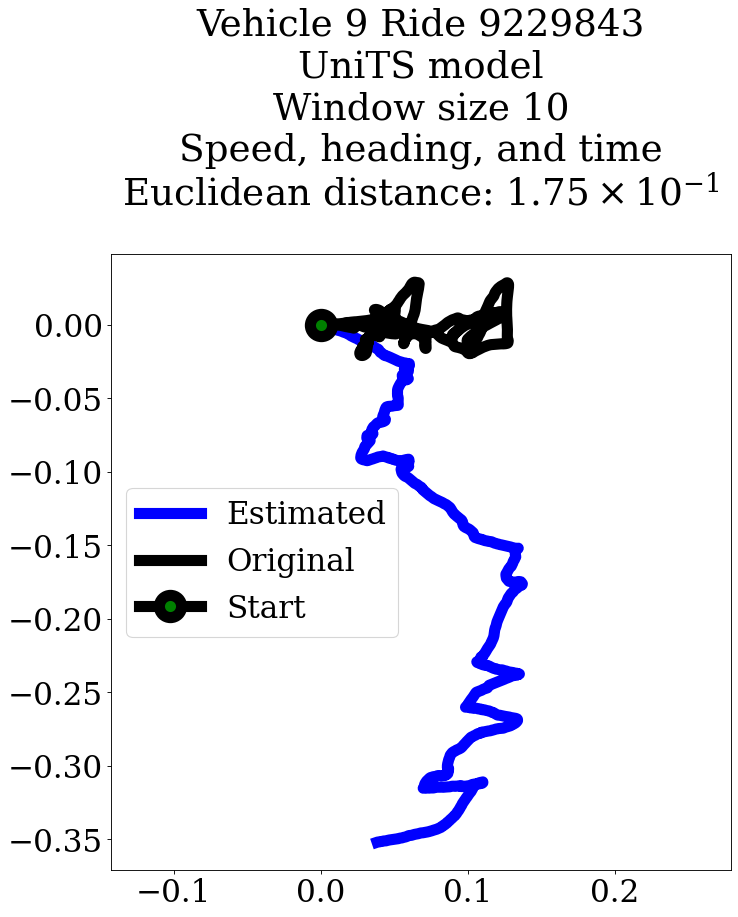 Vehicle 9 Ride 9229843
UniTS model
Window size 10
Speed, heading, and time
Euclidean distance: 1.75 × 10⁻¹
0.00
−0.05
−0.10
−0.15
−0.20
−0.25
−0.30
−0.35
Estimated
Original
Start
−0.1
0.0
0.1
0.2